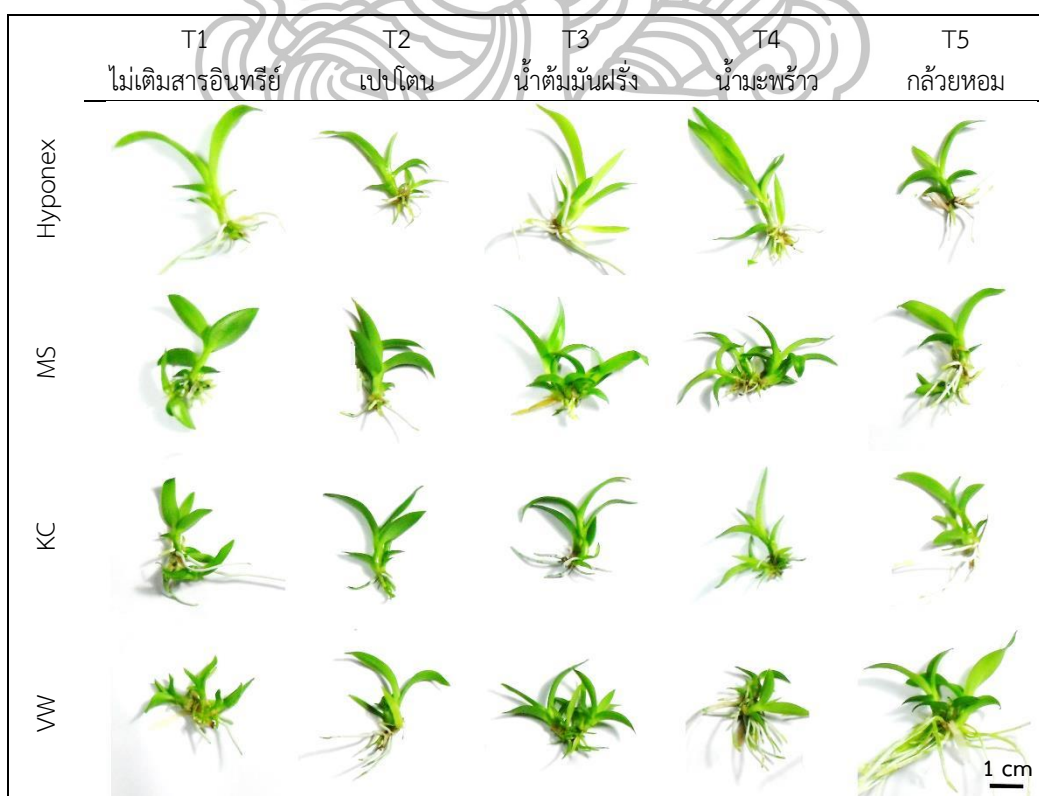 T1 T2 T3 T4 T5
ไม่เติมสารอินทรีย์ เปปโตน น้ำต้มมันฝรั่ง น้ำมะพร้าว กล้วยหอม
Hyponex
MS
KC
VW
1 cm